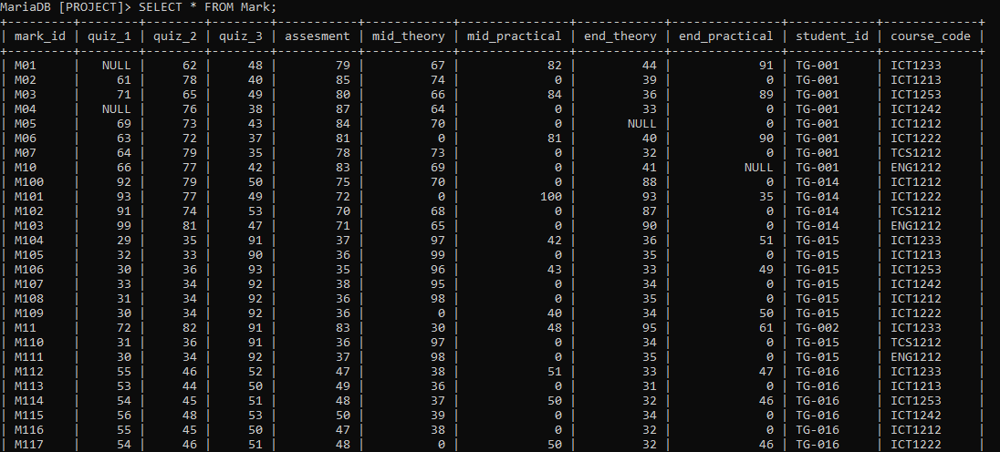 MariaDB [PROJECT]> SELECT * FROM Mark;
+---------+--------+--------+--------+-----------+------------+---------------+------------+---------------+------------+-------------+
| mark_id | quiz_1 | quiz_2 | quiz_3 | assesment | mid_theory | mid_practical | end_theory | end_practical | student_id | course_code |
+---------+--------+--------+--------+-----------+------------+---------------+------------+---------------+------------+-------------+
| M01 | NULL | 62 | 48 | 79 | 67 | 82 | 44 | 91 | TG-001 | ICT1233 |
| M02 | 61 | 78 | 40 | 85 | 74 | 0 | 39 | 0 | TG-001 | ICT1213 |
| M03 | 71 | 65 | 49 | 80 | 66 | 84 | 36 | 89 | TG-001 | ICT1253 |
| M04 | NULL | 76 | 38 | 87 | 64 | 0 | 33 | 0 | TG-001 | ICT1242 |
| M05 | 69 | 73 | 43 | 84 | 70 | 0 | NULL | 0 | TG-001 | ICT1212 |
| M06 | 63 | 72 | 37 | 81 | 0 | 81 | 40 | 90 | TG-001 | ICT1222 |
| M07 | 64 | 79 | 35 | 78 | 73 | 0 | 32 | 0 | TG-001 | TCS1212 |
| M10 | 66 | 77 | 42 | 83 | 69 | 0 | 41 | NULL | TG-001 | ENG1212 |
| M100 | 92 | 79 | 50 | 75 | 70 | 0 | 88 | 0 | TG-014 | ICT1212 |
| M101 | 93 | 77 | 49 | 72 | 0 | 100 | 93 | 35 | TG-014 | ICT1222 |
| M102 | 91 | 74 | 53 | 70 | 68 | 0 | 87 | 0 | TG-014 | TCS1212 |
| M103 | 99 | 81 | 47 | 71 | 65 | 0 | 90 | 0 | TG-014 | ENG1212 |
| M104 | 29 | 35 | 91 | 37 | 97 | 42 | 36 | 51 | TG-015 | ICT1233 |
| M105 | 32 | 33 | 90 | 36 | 99 | 0 | 35 | 0 | TG-015 | ICT1213 |
| M106 | 30 | 36 | 93 | 35 | 96 | 43 | 33 | 49 | TG-015 | ICT1253 |
| M107 | 33 | 34 | 92 | 38 | 95 | 0 | 34 | 0 | TG-015 | ICT1242 |
| M108 | 31 | 34 | 92 | 36 | 98 | 0 | 35 | 0 | TG-015 | ICT1212 |
| M109 | 30 | 34 | 92 | 36 | 0 | 40 | 34 | 50 | TG-015 | ICT1222 |
| M11 | 72 | 82 | 91 | 83 | 30 | 48 | 95 | 61 | TG-002 | ICT1233 |
| M110 | 31 | 36 | 91 | 36 | 97 | 0 | 34 | 0 | TG-015 | TCS1212 |
| M111 | 30 | 34 | 92 | 37 | 98 | 0 | 35 | 0 | TG-015 | ENG1212 |
| M112 | 55 | 46 | 52 | 47 | 38 | 51 | 33 | 47 | TG-016 | ICT1233 |
| M113 | 53 | 44 | 50 | 49 | 36 | 0 | 31 | 0 | TG-016 | ICT1213 |
| M114 | 54 | 45 | 51 | 48 | 37 | 50 | 32 | 46 | TG-016 | ICT1253 |
| M115 | 56 | 48 | 53 | 50 | 39 | 0 | 34 | 0 | TG-016 | ICT1242 |
| M116 | 55 | 45 | 50 | 47 | 38 | 0 | 32 | 0 | TG-016 | ICT1212 |
| M117 | 54 | 46 | 51 | 48 | 0 | 50 | 32 | 46 | TG-016 | ICT1222 |